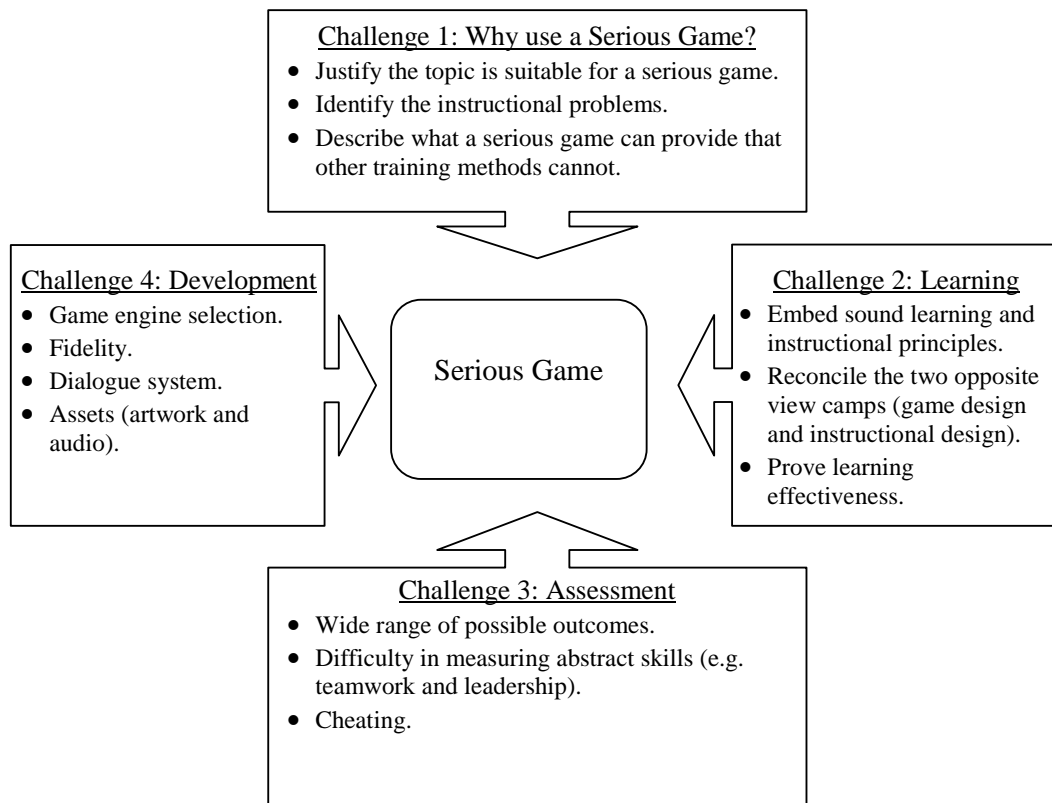 Challenge 1: Why use a Serious Game?
• Justify the topic is suitable for a serious game.
• Identify the instructional problems.
• Describe what a serious game can provide that
other training methods cannot.
Challenge 4: Development
• Game engine selection.
• Fidelity.
• Dialogue system.
• Assets (artwork and
audio).
Serious Game
Challenge 2: Learning
• Embed sound learning and
instructional principles.
• Reconcile the two opposite
view camps (game design
and instructional design).
• Prove learning
effectiveness.
Challenge 3: Assessment
• Wide range of possible outcomes.
• Difficulty in measuring abstract skills (e.g.
teamwork and leadership).
• Cheating.